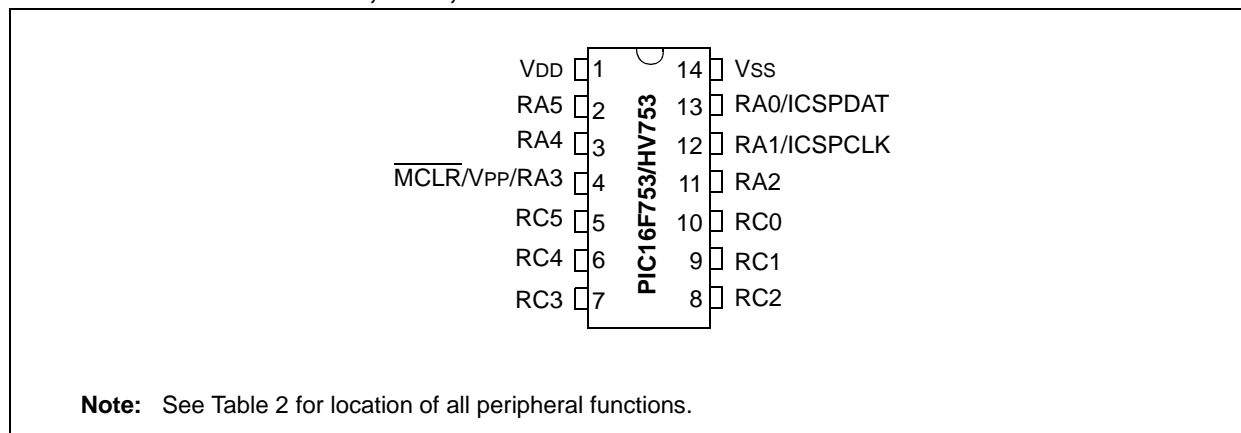 VDD 1 14 VSS
RA5 2 13 RA0/ICSPDAT
RA4 3 12 RA1/ICSPCLK
MCLR/VPP/RA3 4 11 RA2
RC5 5 10 RC0
RC4 6 9 RC1
RC3 7 8 RC2
PIC16F753/HV753
Note: See Table 2 for location of all peripheral functions.